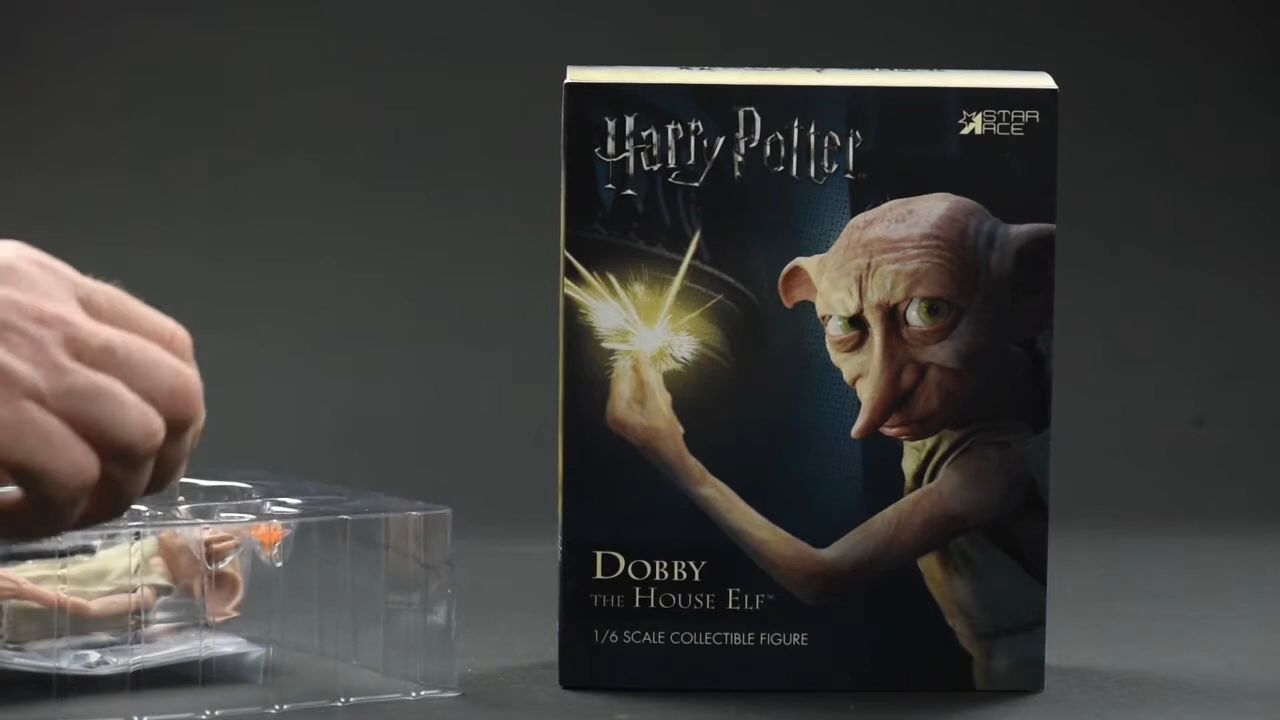 Harry Potter
STAR
ACE
DOBBY
THE HOUSE ELF™
1/6 SCALE COLLECTIBLE FIGURE